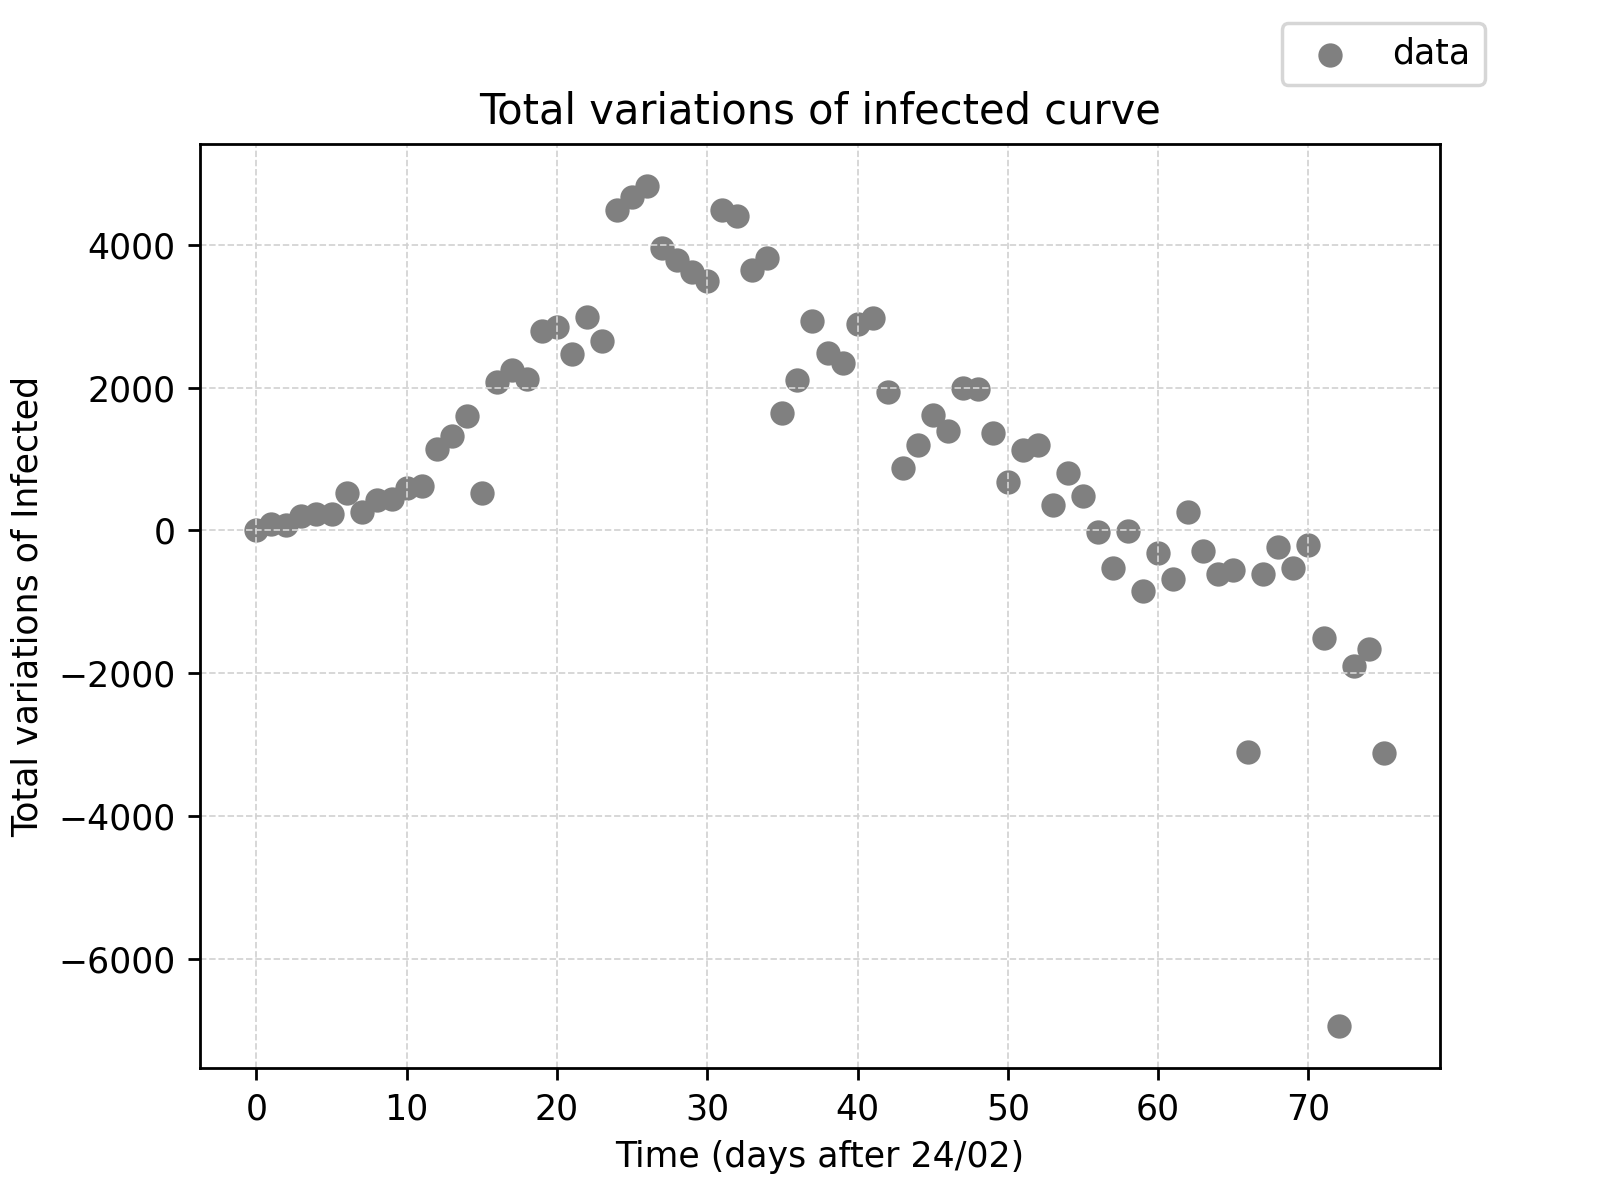 data
Total variations of infected curve
Total variations of Infected
4000
2000
0
−2000
−4000
−6000
0 10 20 30 40 50 60 70
Time (days after 24/02)